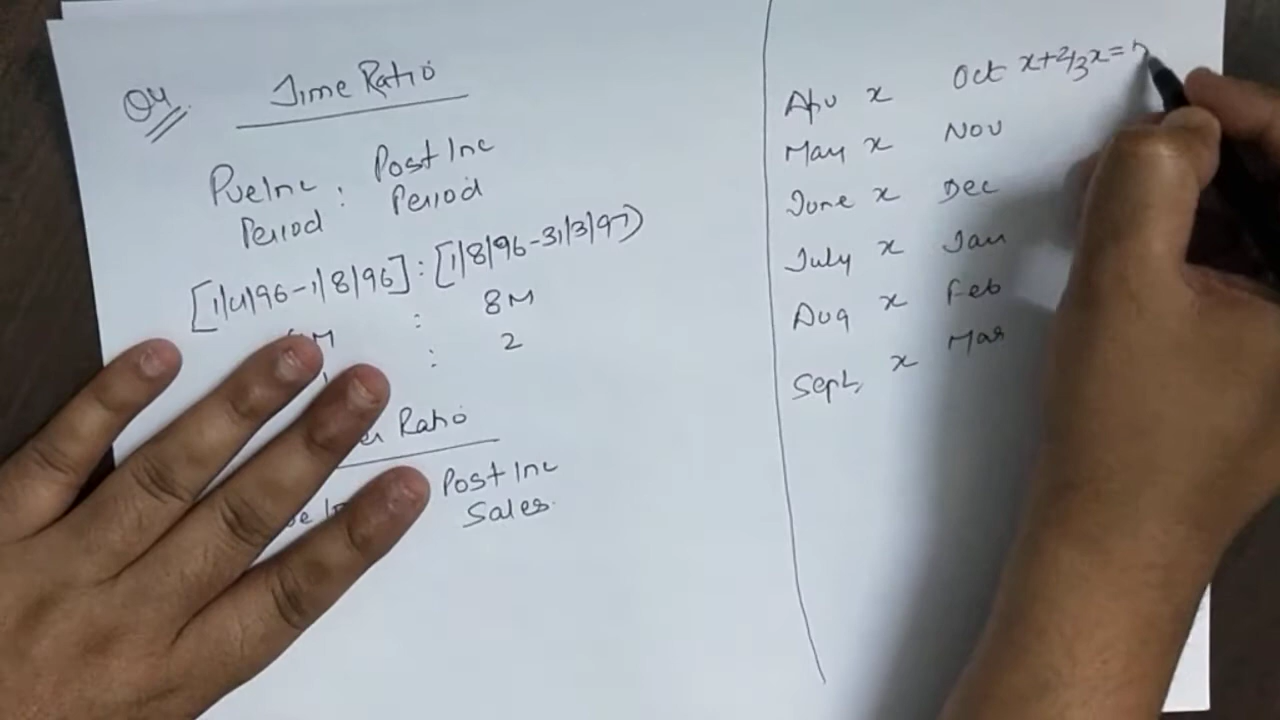 Q4.
Time Ratio
PreInc : Post Inc
Period Period
[1/4/96-1/8/96] : [1/8/96-31/3/97)
M : 8M
: 2
Ratio
Post Inc
Sales.
Apr x
May x
June x
July x
Aug x
Sept, x
Oct x+2/3x=
Nov
Dec
Jan
Feb
Mar